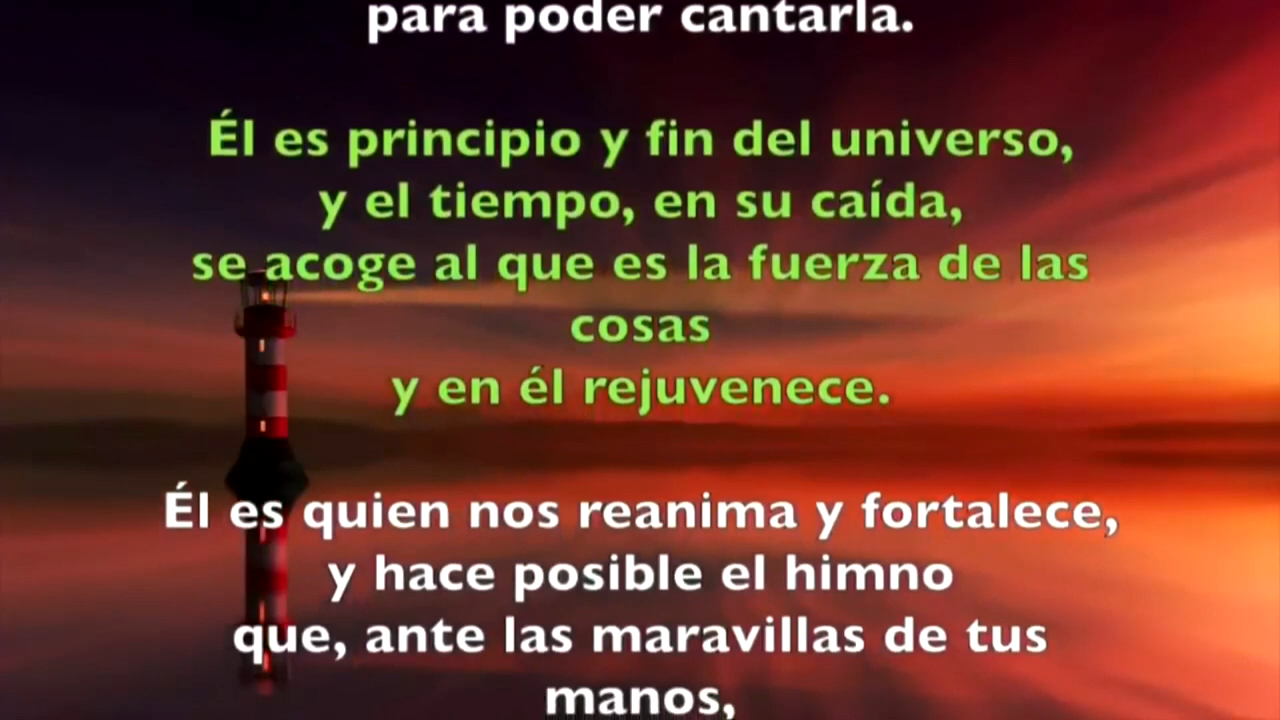 para poder cantarla.
Él es principio y fin del universo,
y el tiempo, en su caída,
se acoge al que es la fuerza de las
cosas
y en él rejuvenece.
Él es quien nos reanima y fortalece,
y hace posible el himno
que, ante las maravillas de tus
manos,